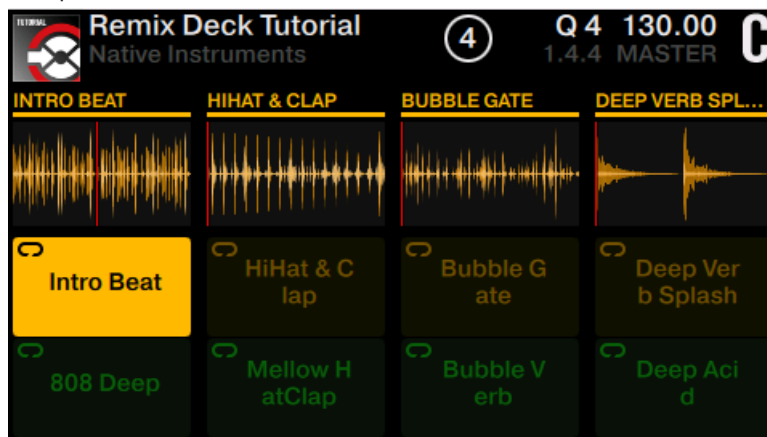 TUTORIAL
Remix Deck Tutorial
Native Instruments
4
Q 4 130.00
1.4.4 MASTER
C
INTRO BEAT
HIHAT & CLAP
BUBBLE GATE
DEEP VERB SPL...
Intro Beat
HiHat & C
lap
Bubble G
ate
Deep Ver
b Splash
808 Deep
Mellow H
atClap
Bubble V
erb
Deep Aci
d